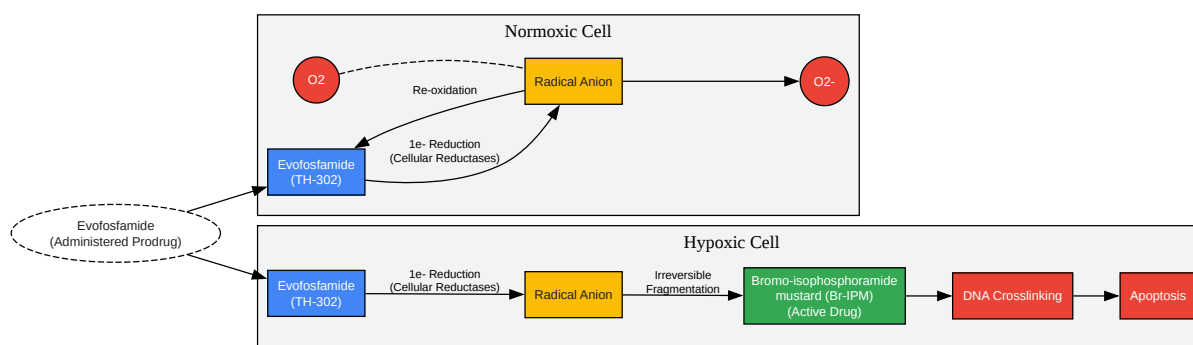 Normoxic Cell
O2
Radical Anion
O2-
Re-oxidation
1e- Reduction
(Cellular Reductases)
Evofosfamide
(TH-302)
Evofosfamide
(Administered Prodrug)
Hypoxic Cell
Evofosfamide
(TH-302)
1e- Reduction
(Cellular Reductases)
Radical Anion
Irreversible
Fragmentation
Bromo-isophosphoramide
mustard (Br-IPM)
(Active Drug)
DNA Crosslinking
Apoptosis